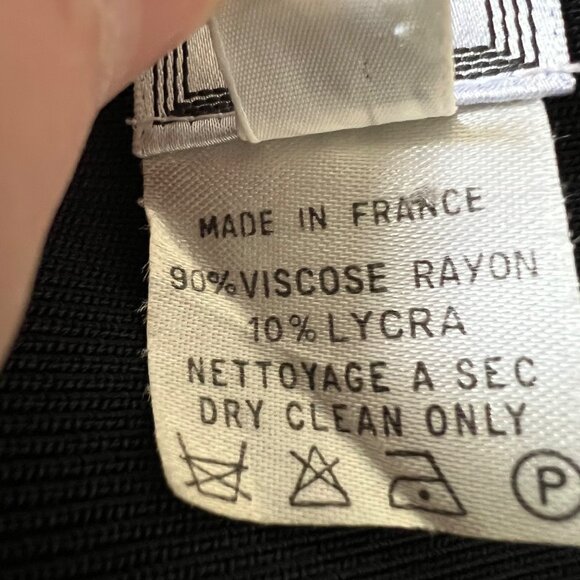 MADE IN FRANCE
90% VISCOSE RAYON
10% LYCRA
NETTOYAGE A SEC
DRY CLEAN ONLY
P